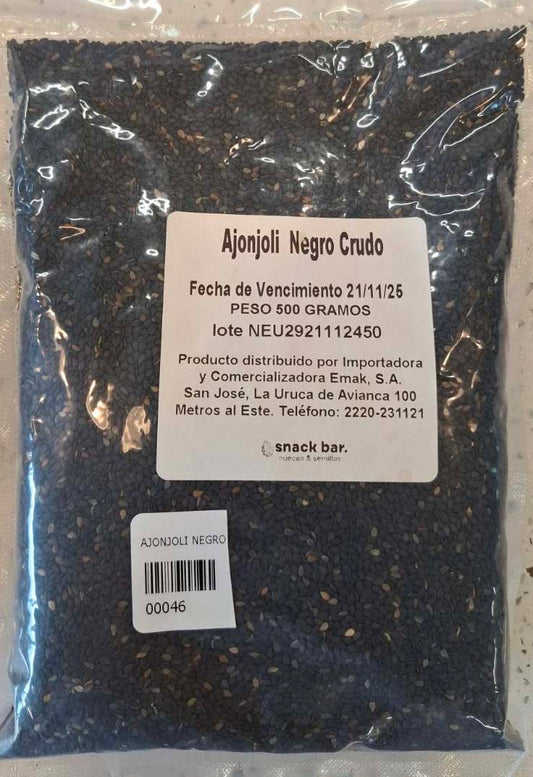 Ajonjoli Negro Crudo
Fecha de Vencimiento 21/11/25
PESO 500 GRAMOS
lote NEU2921112450
Producto distribuido por Importadora
y Comercializadora Emak, S.A.
San José, La Uruca de Avianca 100
Metros al Este. Teléfono: 2220-231121
snack bar.
nueces & semillas
AJONJOLI NEGRO
00046